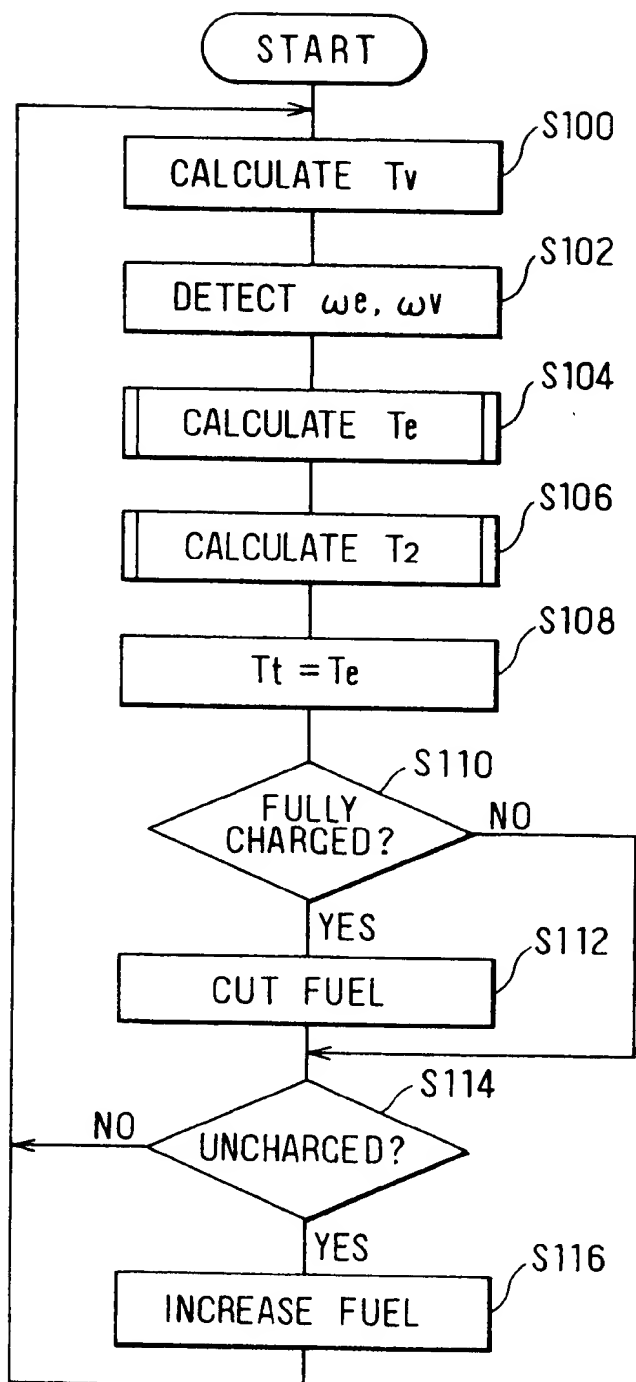 START
S100
CALCULATE Tv
S102
DETECT ωe, ωv
S104
CALCULATE Te
S106
CALCULATE T2
S108
Tt = Te
S110
FULLY
CHARGED?
NO
YES
S112
CUT FUEL
S114
NO
UNCHARGED?
YES
S116
INCREASE FUEL